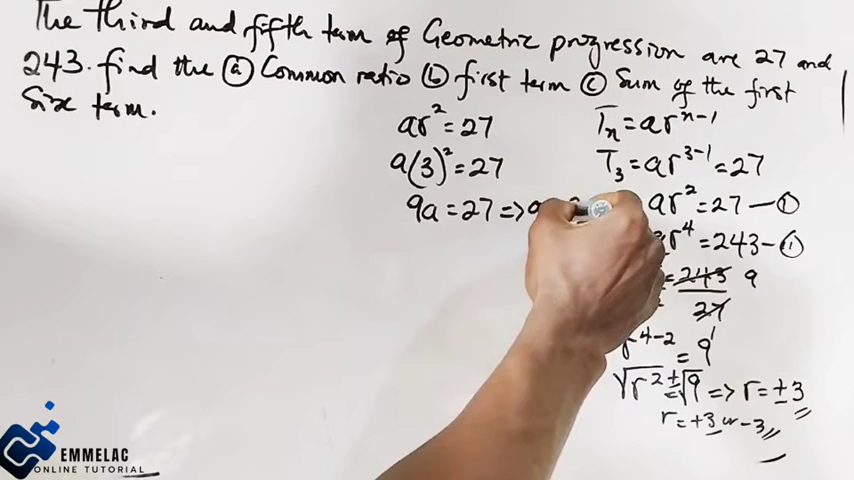 The third and fifth term of Geometric progression are 27 and
243. find the ⓐ Common ratio ⓑ first term ⓒ Sum of the first
Six term.
ar² = 27
a(3)² = 27
9a = 27 => a
Tₙ = arⁿ⁻¹
T₃ = ar³⁻¹ = 27
ar² = 27 — ①
ar⁴ = 243 — ⑪
= 243 9
27
r⁴⁻² = 9¹
√r² = ±√9 => r = ±3
r = +3 or -3
EMMELAC
ONLINE TUTORIAL